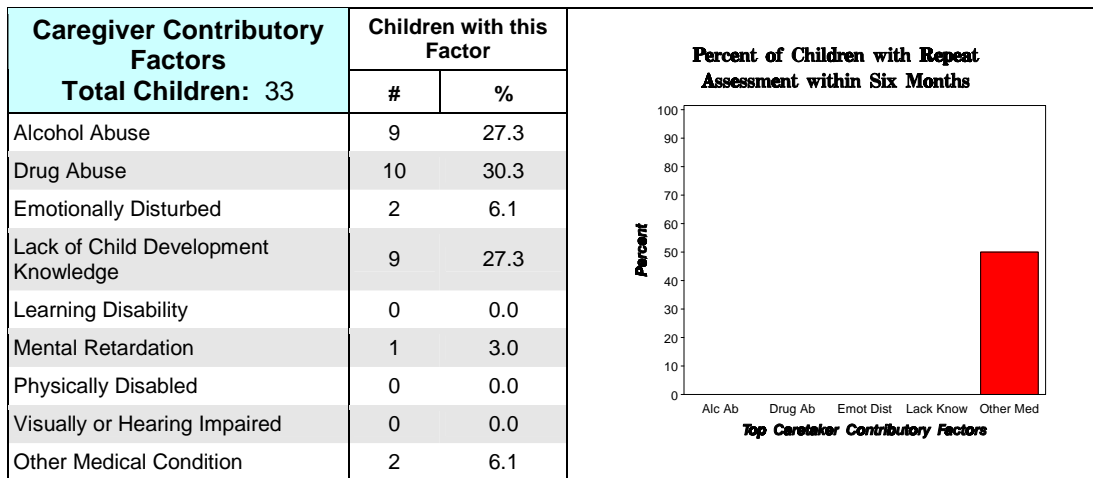 Caregiver Contributory
Factors
Total Children: 33
Children with this
Factor
# %
Alcohol Abuse 9 27.3
Drug Abuse 10 30.3
Emotionally Disturbed 2 6.1
Lack of Child Development
Knowledge 9 27.3
Learning Disability 0 0.0
Mental Retardation 1 3.0
Physically Disabled 0 0.0
Visually or Hearing Impaired 0 0.0
Other Medical Condition 2 6.1
Percent of Children with Repeat
Assessment within Six Months
Percent
100
90
80
70
60
50
40
30
20
10
0
Alc Ab Drug Ab Emot Dist Lack Know Other Med
Top Caretaker Contributory Factors